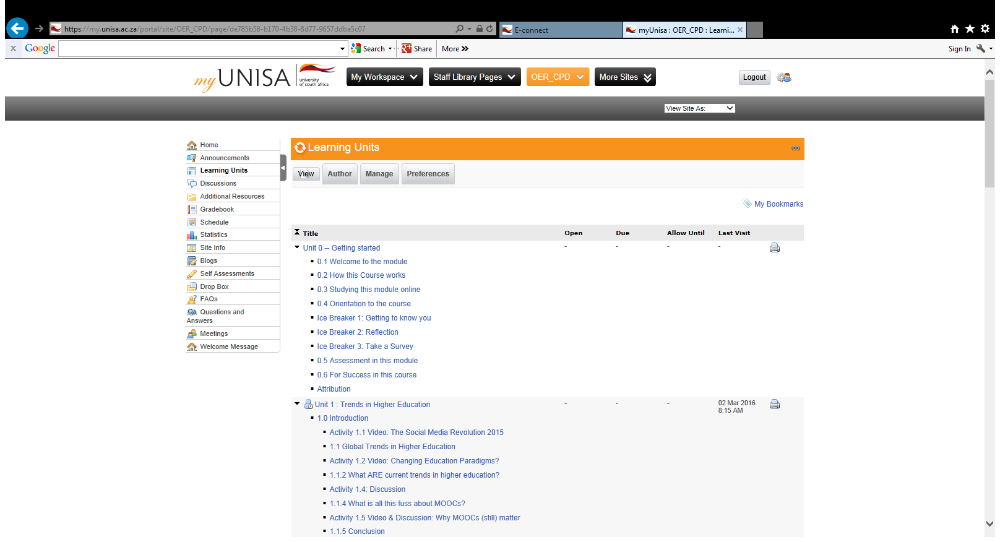 https://my.unisa.ac.za/portal/site/OER_CPD/page/de785b58-b170-4b38-8d77-9657ddba5c07
E-connect
myUnisa : OER_CPD : Learni...
x Google
Search
Share
More »
Sign In
myUNISA
university
of south africa
My Workspace
Staff Library Pages
OER_CPD
More Sites
Logout
View Site As:
Home
Announcements
Learning Units
Discussions
Additional Resources
Gradebook
Schedule
Statistics
Site Info
Blogs
Self Assessments
Drop Box
FAQs
Questions and
Answers
Meetings
Welcome Message
Learning Units
View Author Manage Preferences
My Bookmarks
Title Open Due Allow Until Last Visit
Unit 0 -- Getting started - - - -
0.1 Welcome to the module
0.2 How this Course works
0.3 Studying this module online
0.4 Orientation to the course
Ice Breaker 1: Getting to know you
Ice Breaker 2: Reflection
Ice Breaker 3: Take a Survey
0.5 Assessment in this module
0.6 For Success in this course
Attribution
Unit 1 : Trends in Higher Education - - - 02 Mar 2016
8:15 AM
1.0 Introduction
Activity 1.1 Video: The Social Media Revolution 2015
1.1 Global Trends in Higher Education
Activity 1.2 Video: Changing Education Paradigms?
1.1.2 What ARE current trends in higher education?
Activity 1.4: Discussion
1.1.4 What is all this fuss about MOOCs?
Activity 1.5 Video & Discussion: Why MOOCs (still) matter
1.1.5 Conclusion